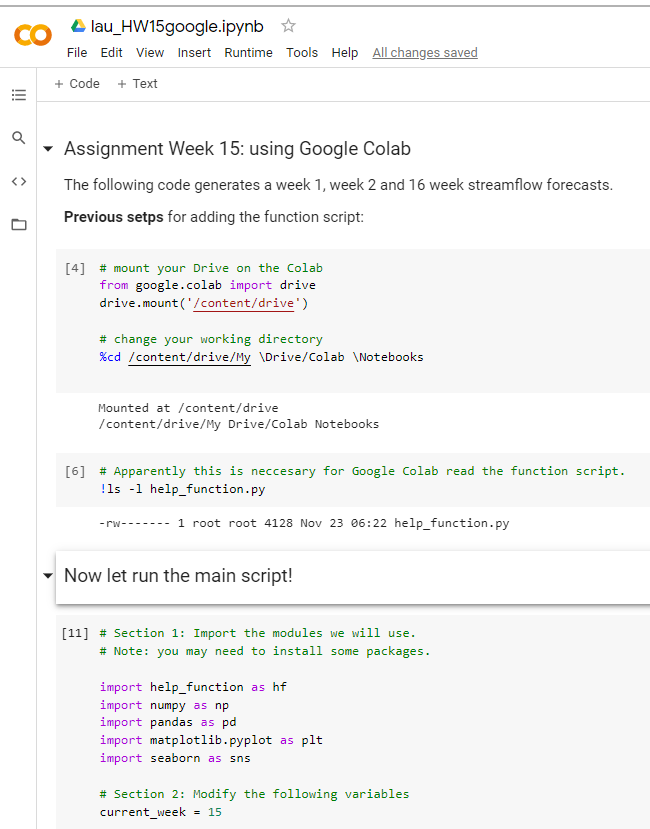 lau_HW15google.ipynb
File Edit View Insert Runtime Tools Help All changes saved
+ Code + Text
Assignment Week 15: using Google Colab
The following code generates a week 1, week 2 and 16 week streamflow forecasts.
Previous setps for adding the function script:
[4] # mount your Drive on the Colab
from google.colab import drive
drive.mount('/content/drive')
# change your working directory
%cd /content/drive/My \Drive/Colab \Notebooks
Mounted at /content/drive
/content/drive/My Drive/Colab Notebooks
[6] # Apparently this is neccesary for Google Colab read the function script.
!ls -l help_function.py
-rw------- 1 root root 4128 Nov 23 06:22 help_function.py
Now let run the main script!
[11] # Section 1: Import the modules we will use.
# Note: you may need to install some packages.
import help_function as hf
import numpy as np
import pandas as pd
import matplotlib.pyplot as plt
import seaborn as sns
# Section 2: Modify the following variables
current_week = 15